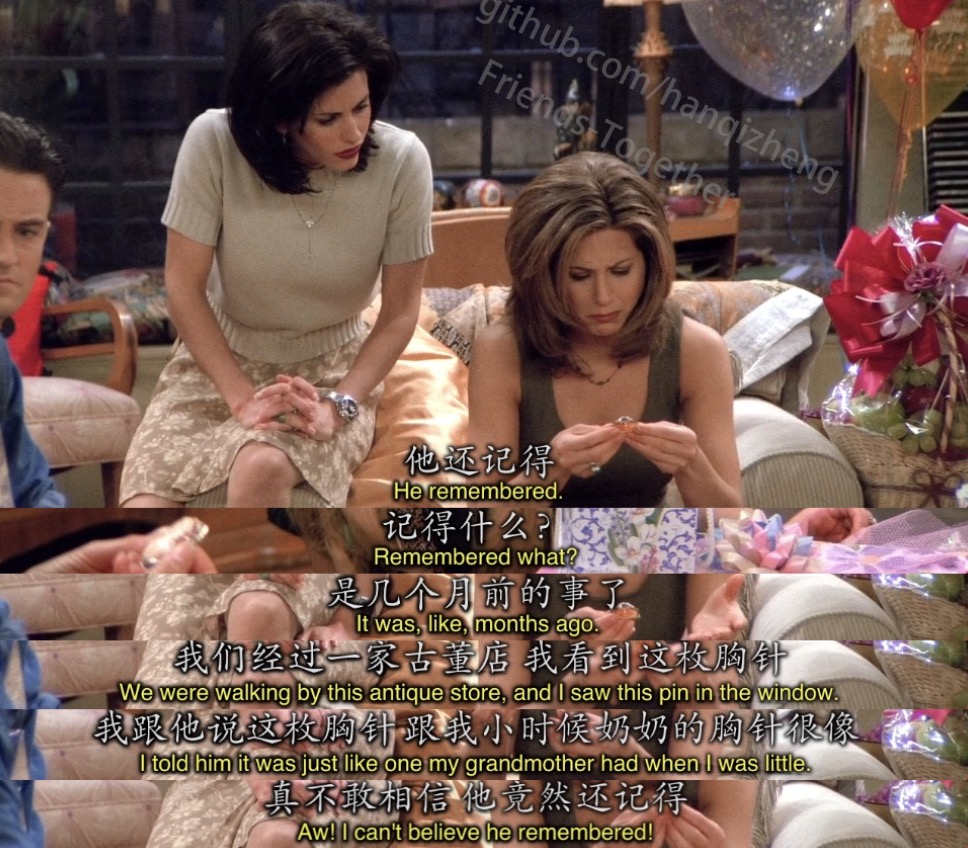 github.com/hanqizheng
Friends-Together
他还记得
He remembered.
记得什么?
Remembered what?
是几个月前的事了
It was, like, months ago.
我们经过一家古董店 我看到这枚胸针
We were walking by this antique store, and I saw this pin in the window.
我跟他说这枚胸针 跟我小时候奶奶的胸针很像
I told him it was just like one my grandmother had when I was little.
真不敢相信 他竟然还记得
Aw! I can't believe he remembered!